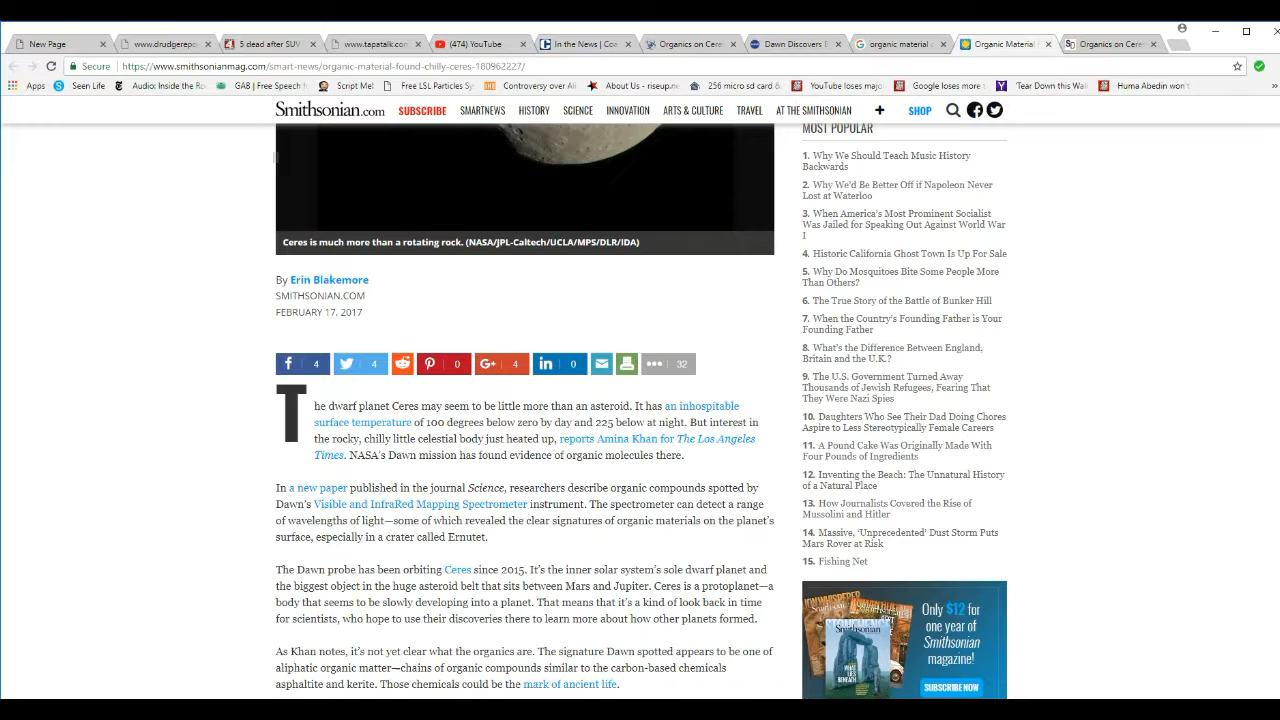 New Page
www.drudgerepo
5 dead after SUV
www.tapatalk.com
(474) YouTube
In the News | Coa
Organics on Ceres
Dawn Discovers E
organic material o
Organic Material F
Organics on Ceres
Secure
https://www.smithsonianmag.com/smart-news/organic-material-found-chilly-ceres-180962227/
Apps
Seen Life
Audio: Inside the Ro
GAB | Free Speech
Script Me!
Free LSL Particles Sy
Controversy over Ali
About Us - riseup.ne
256 micro sd card &
YouTube loses majo
Google loses more
Tear Down this Wall
Huma Abedin won't
»
Smithsonian.com
SUBSCRIBE
SMARTNEWS
HISTORY
SCIENCE
INNOVATION
ARTS & CULTURE
TRAVEL
AT THE SMITHSONIAN
SHOP
Ceres is much more than a rotating rock. (NASA/JPL-Caltech/UCLA/MPS/DLR/IDA)
By Erin Blakemore
SMITHSONIAN.COM
FEBRUARY 17, 2017
4
4
0
G+ 4
in 0
32
The dwarf planet Ceres may seem to be little more than an asteroid. It has an inhospitable
surface temperature of 100 degrees below zero by day and 225 below at night. But interest in
the rocky, chilly little celestial body just heated up, reports Amina Khan for The Los Angeles
Times. NASA's Dawn mission has found evidence of organic molecules there.
In a new paper published in the journal Science, researchers describe organic compounds spotted by
Dawn's Visible and InfraRed Mapping Spectrometer instrument. The spectrometer can detect a range
of wavelengths of light—some of which revealed the clear signatures of organic materials on the planet's
surface, especially in a crater called Ernutet.
The Dawn probe has been orbiting Ceres since 2015. It's the inner solar system's sole dwarf planet and
the biggest object in the huge asteroid belt that sits between Mars and Jupiter. Ceres is a protoplanet—a
body that seems to be slowly developing into a planet. That means that it's a kind of look back in time
for scientists, who hope to use their discoveries there to learn more about how other planets formed.
As Khan notes, it's not yet clear what the organics are. The signature Dawn spotted appears to be one of
aliphatic organic matter—chains of organic compounds similar to the carbon-based chemicals
asphaltite and kerite. Those chemicals could be the mark of ancient life.
MOST POPULAR
1. Why We Should Teach Music History
Backwards
2. Why We'd Be Better Off if Napoleon Never
Lost at Waterloo
3. When America's Most Prominent Socialist
Was Jailed for Speaking Out Against World War
I
4. Historic California Ghost Town Is Up For Sale
5. Why Do Mosquitoes Bite Some People More
Than Others?
6. The True Story of the Battle of Bunker Hill
7. When the Country's Founding Father is Your
Founding Father
8. What's the Difference Between England,
Britain and the U.K.?
9. The U.S. Government Turned Away
Thousands of Jewish Refugees, Fearing That
They Were Nazi Spies
10. Daughters Who See Their Dad Doing Chores
Aspire to Less Stereotypically Female Careers
11. A Pound Cake Was Originally Made With
Four Pounds of Ingredients
12. Inventing the Beach: The Unnatural History
of a Natural Place
13. How Journalists Covered the Rise of
Mussolini and Hitler
14. Massive, 'Unprecedented' Dust Storm Puts
Mars Rover at Risk
15. Fishing Net
Smithsonian
Only $12 for
one year of
Smithsonian
magazine!
SUBSCRIBE NOW